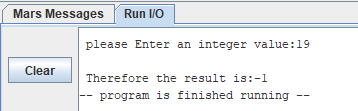 Mars Messages Run I/O
please Enter an integer value:19
Clear
Therefore the result is:-1
-- program is finished running --